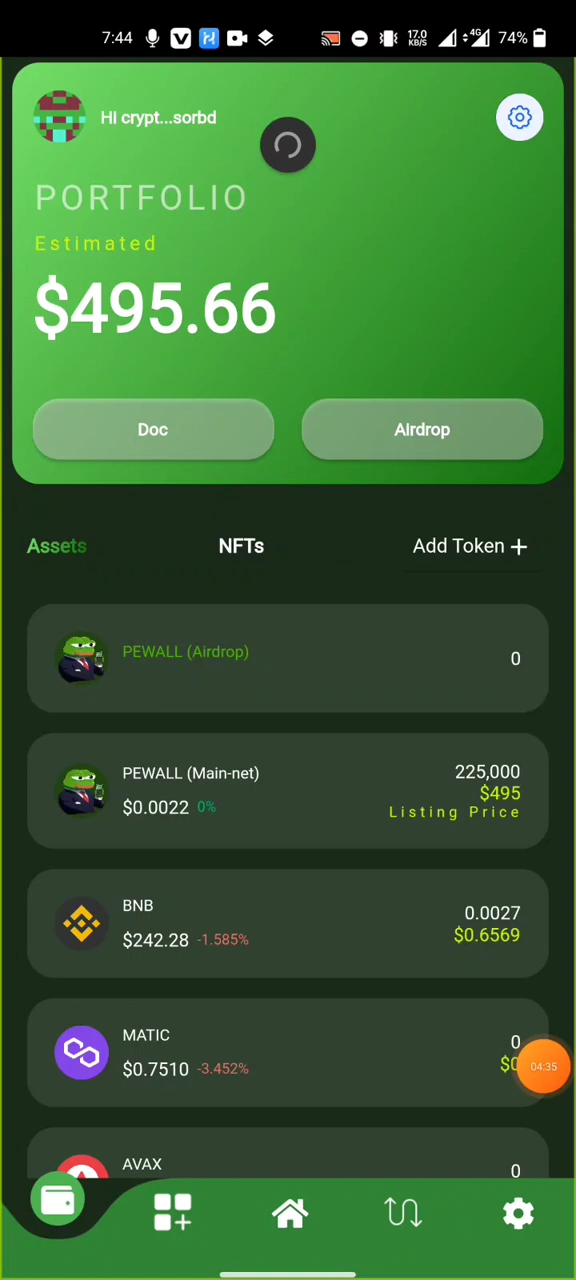 7:44
17.0
KB/S
4G
74%
Hi crypt...sorbd
PORTFOLIO
Estimated
$495.66
Doc
Airdrop
Assets
NFTs
Add Token +
PEWALL (Airdrop)
0
PEWALL (Main-net)
225,000
$0.0022 0%
$495
Listing Price
BNB
0.0027
$242.28 -1.585%
$0.6569
MATIC
0
$0.7510 -3.452%
$0
04:35
AVAX
0